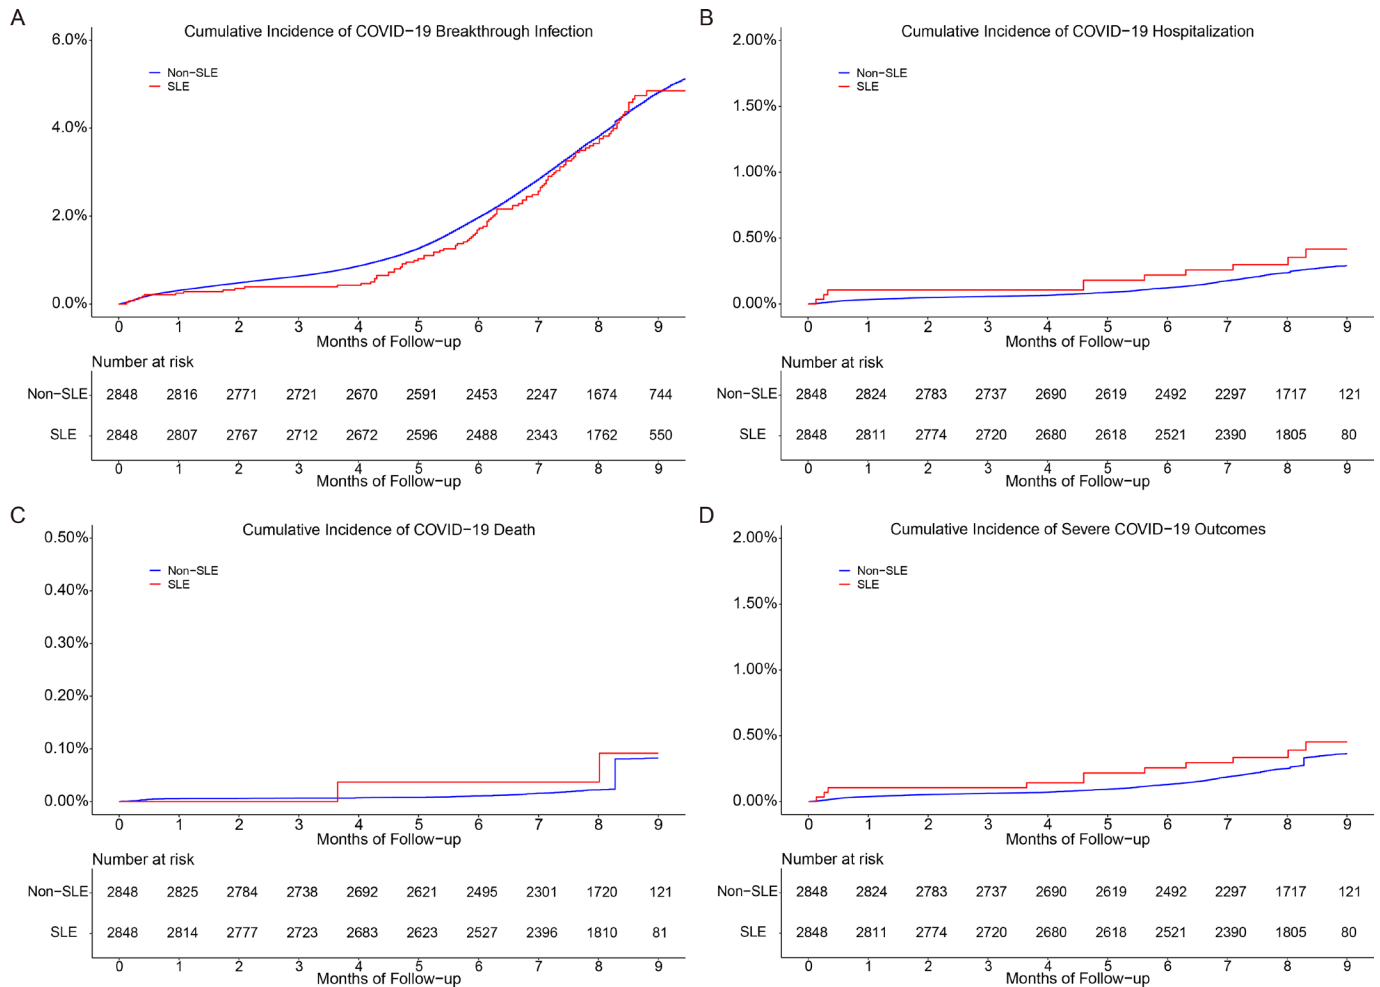 A
Cumulative Incidence of COVID−19 Breakthrough Infection
6.0%
4.0%
2.0%
0.0%
Non−SLE
SLE
0 1 2 3 4 5 6 7 8 9
Months of Follow−up
Number at risk
Non−SLE 2848 2816 2771 2721 2670 2591 2453 2247 1674 744
SLE 2848 2807 2767 2712 2672 2596 2488 2343 1762 550
0 1 2 3 4 5 6 7 8 9
Months of Follow−up
B
Cumulative Incidence of COVID−19 Hospitalization
2.00%
1.50%
1.00%
0.50%
0.00%
Non−SLE
SLE
0 1 2 3 4 5 6 7 8 9
Months of Follow−up
Number at risk
Non−SLE 2848 2824 2783 2737 2690 2619 2492 2297 1717 121
SLE 2848 2811 2774 2720 2680 2618 2521 2390 1805 80
0 1 2 3 4 5 6 7 8 9
Months of Follow−up
C
Cumulative Incidence of COVID−19 Death
0.50%
0.40%
0.30%
0.20%
0.10%
0.00%
Non−SLE
SLE
0 1 2 3 4 5 6 7 8 9
Months of Follow−up
Number at risk
Non−SLE 2848 2825 2784 2738 2692 2621 2495 2301 1720 121
SLE 2848 2814 2777 2723 2683 2623 2527 2396 1810 81
0 1 2 3 4 5 6 7 8 9
Months of Follow−up
D
Cumulative Incidence of Severe COVID−19 Outcomes
2.00%
1.50%
1.00%
0.50%
0.00%
Non−SLE
SLE
0 1 2 3 4 5 6 7 8 9
Months of Follow−up
Number at risk
Non−SLE 2848 2824 2783 2737 2690 2619 2492 2297 1717 121
SLE 2848 2811 2774 2720 2680 2618 2521 2390 1805 80
0 1 2 3 4 5 6 7 8 9
Months of Follow−up